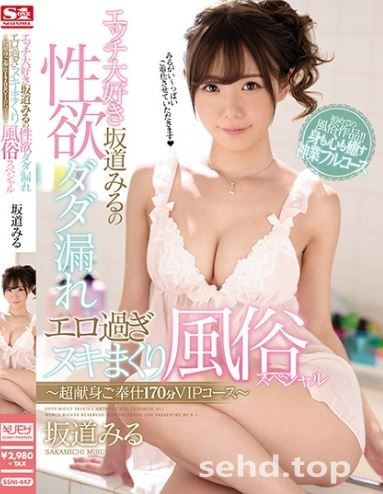 S1
NO.1 STYLE
エッチ大好き坂道みるの性欲ダダ漏れ
エロ過ぎヌキまくり風俗スペシャル
坂道みる
¥2,980
+TAX
SSNI-447
エッチ大好き坂道みるの
性欲ダダ漏れ
エロ過ぎ
ヌキまくり風俗スペシャル
~超献身ご奉仕170分VIPコース~
みるがい~っぱい
ご奉仕させていただきます♥
初めての
風俗作品!!
身も心も癒す
神業フルコース
坂道みる
SAKAMICHI MIRU
sehd.top